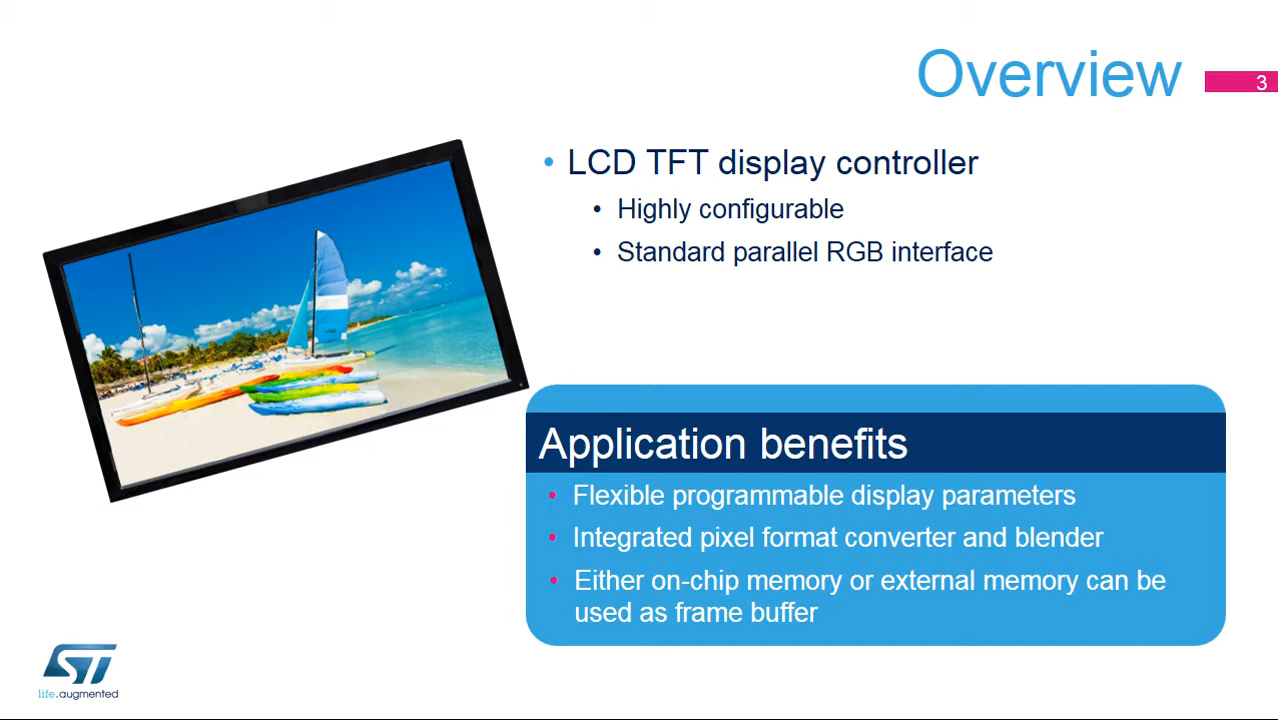 Overview
3
• LCD TFT display controller
• Highly configurable
• Standard parallel RGB interface
Application benefits
• Flexible programmable display parameters
• Integrated pixel format converter and blender
• Either on-chip memory or external memory can be
used as frame buffer
ST
life.augmented